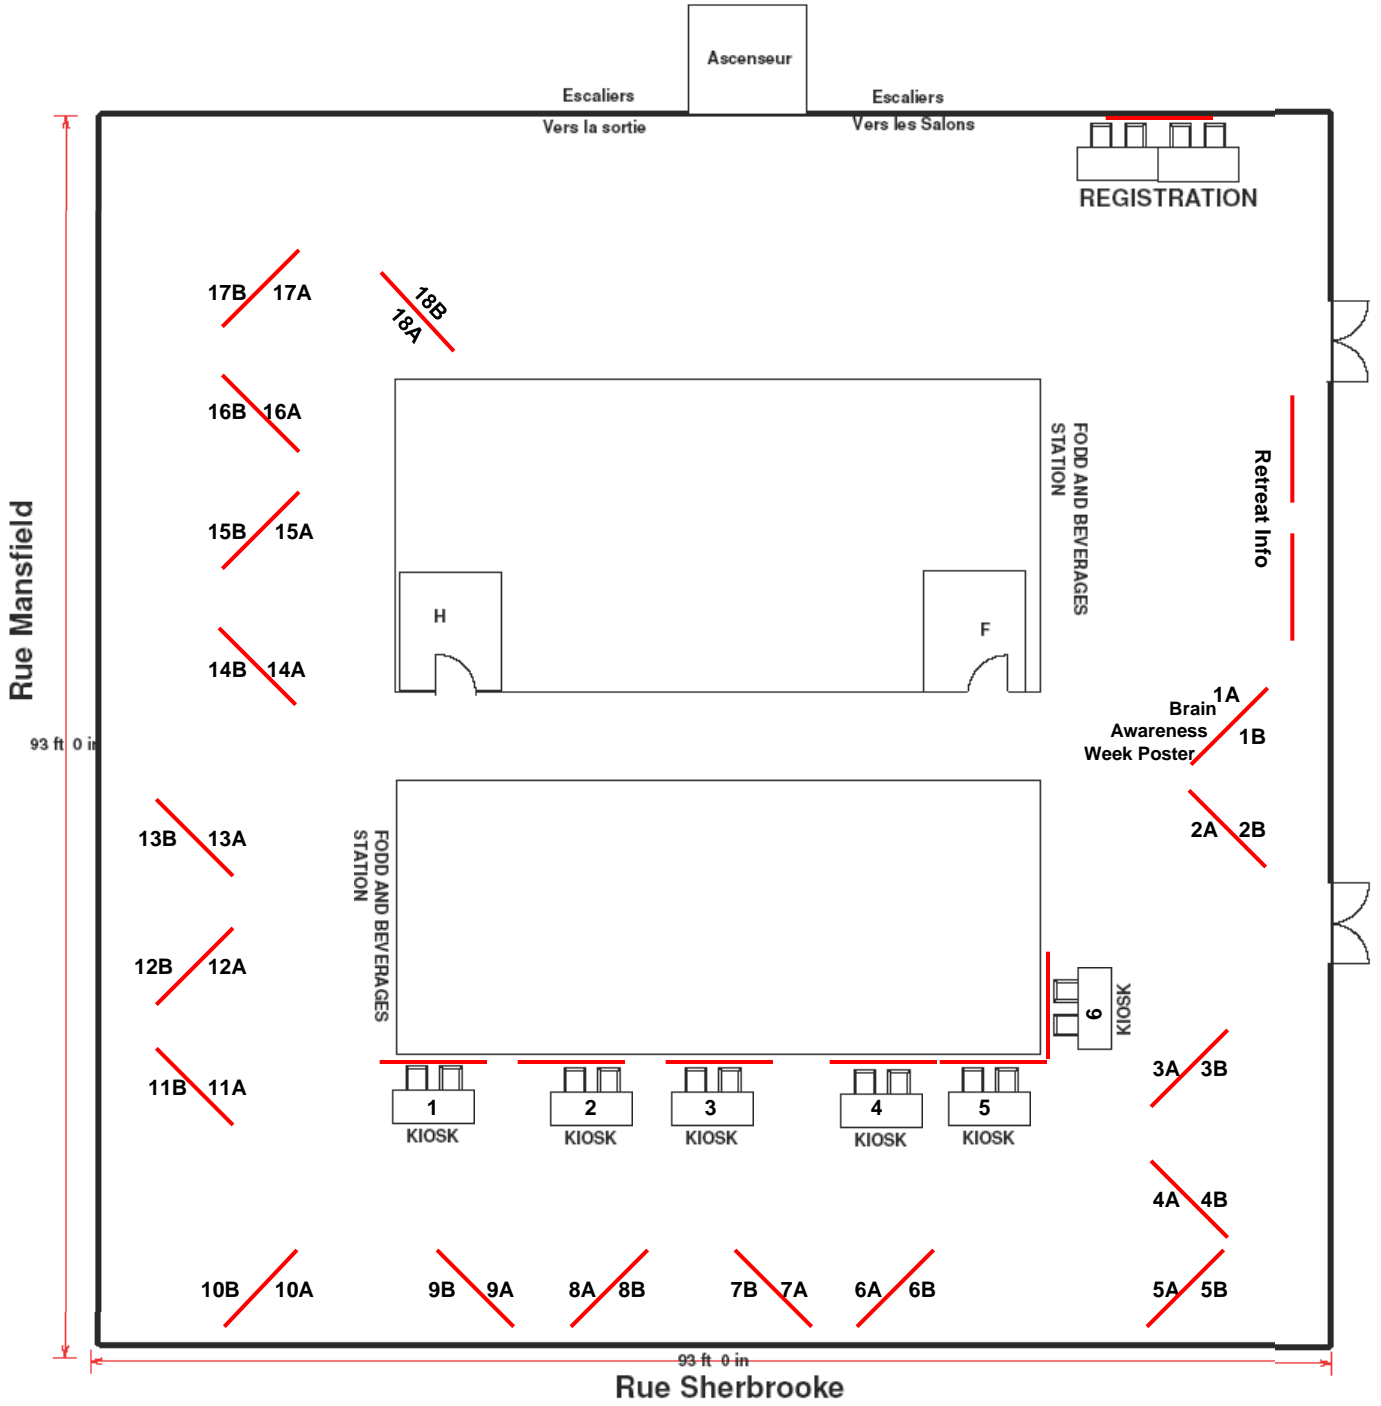 Ascenseur
Escaliers
Vers la sortie
Escaliers
Vers les Salons
REGISTRATION
17B 17A
18B
18A
16B 16A
15B 15A
14B 14A
H
F
FODD AND BEVERAGES
STATION
Retreat Info
Rue Mansfield
93 ft 0 in
1A
Brain
Awareness
Week Poster
1B
2A 2B
13B 13A
12B 12A
11B 11A
FODD AND BEVERAGES
STATION
9
KIOSK
1
KIOSK
2
KIOSK
3
KIOSK
4
KIOSK
5
KIOSK
3A 3B
4A 4B
10B 10A
9B 9A
8A 8B
7B 7A
6A 6B
5A 5B
93 ft 0 in
Rue Sherbrooke